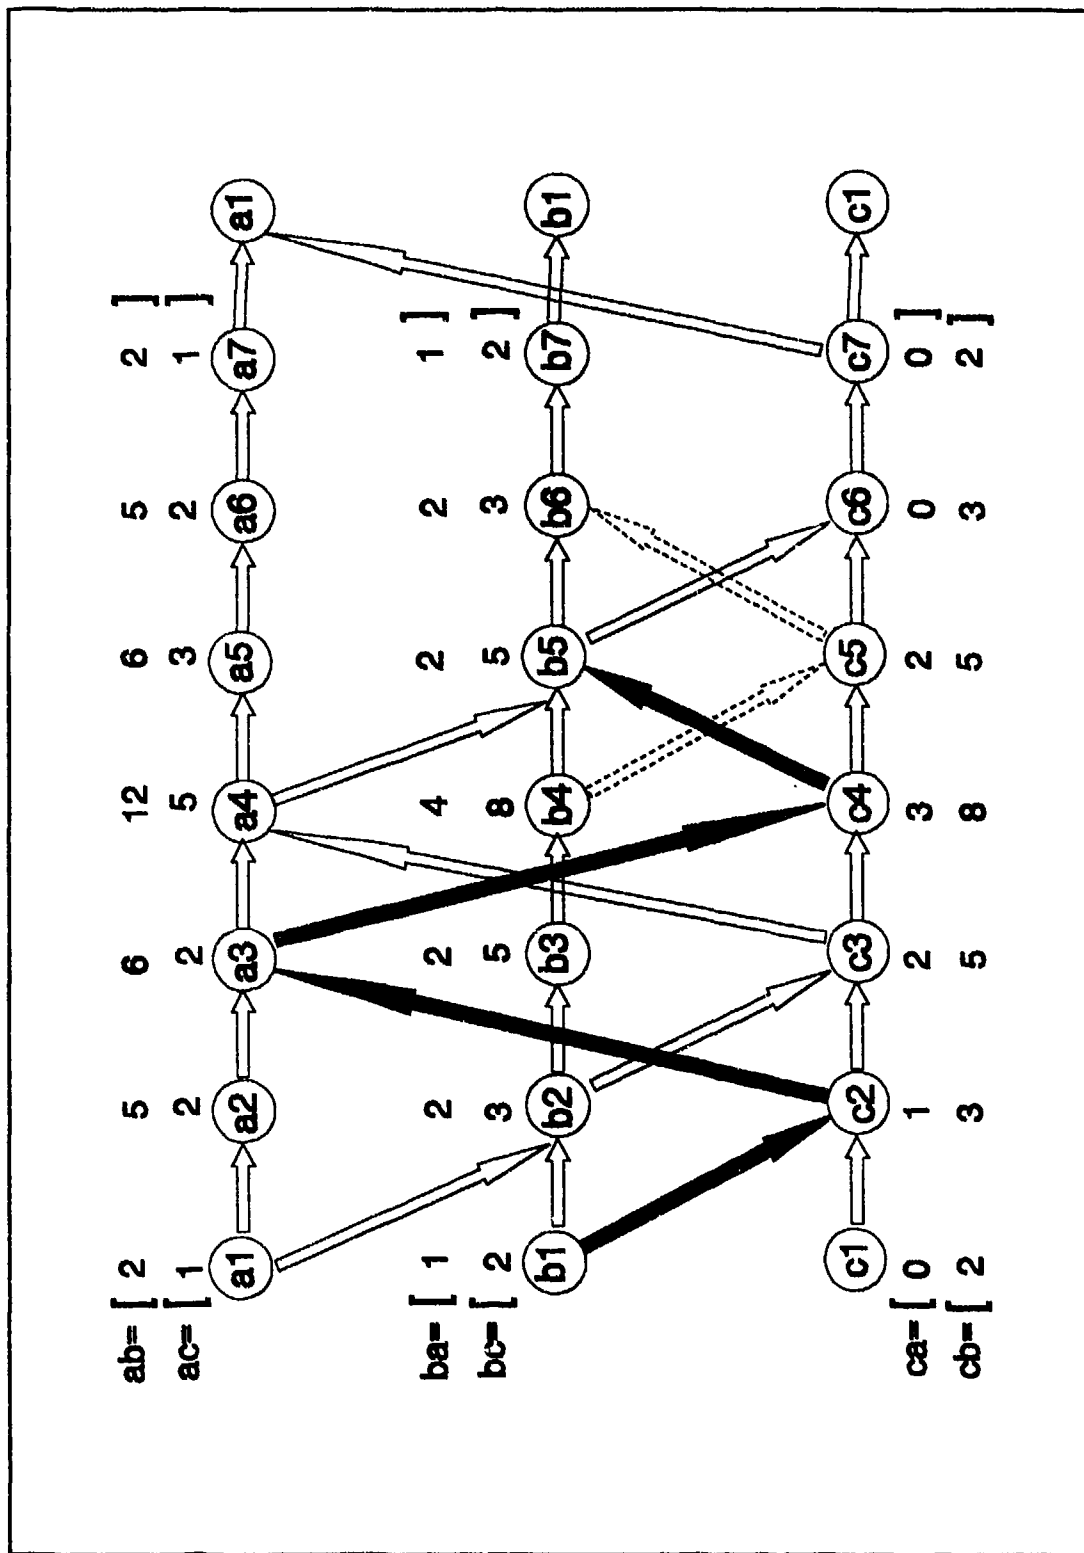 ab=[ 2 5 6 12 6 5 2 ]
ac=[ 1 2 2 5 3 2 1 ]
a1 a2 a3 a4 a5 a6 a7 a1
ba=[ 1 2 2 4 2 2 1 ]
bc=[ 2 3 5 8 5 3 2 ]
b1 b2 b3 b4 b5 b6 b7 b1
c1 c2 c3 c4 c5 c6 c7 c1
ca=[ 0 1 2 3 2 0 0 ]
cb=[ 2 3 5 8 5 3 2 ]